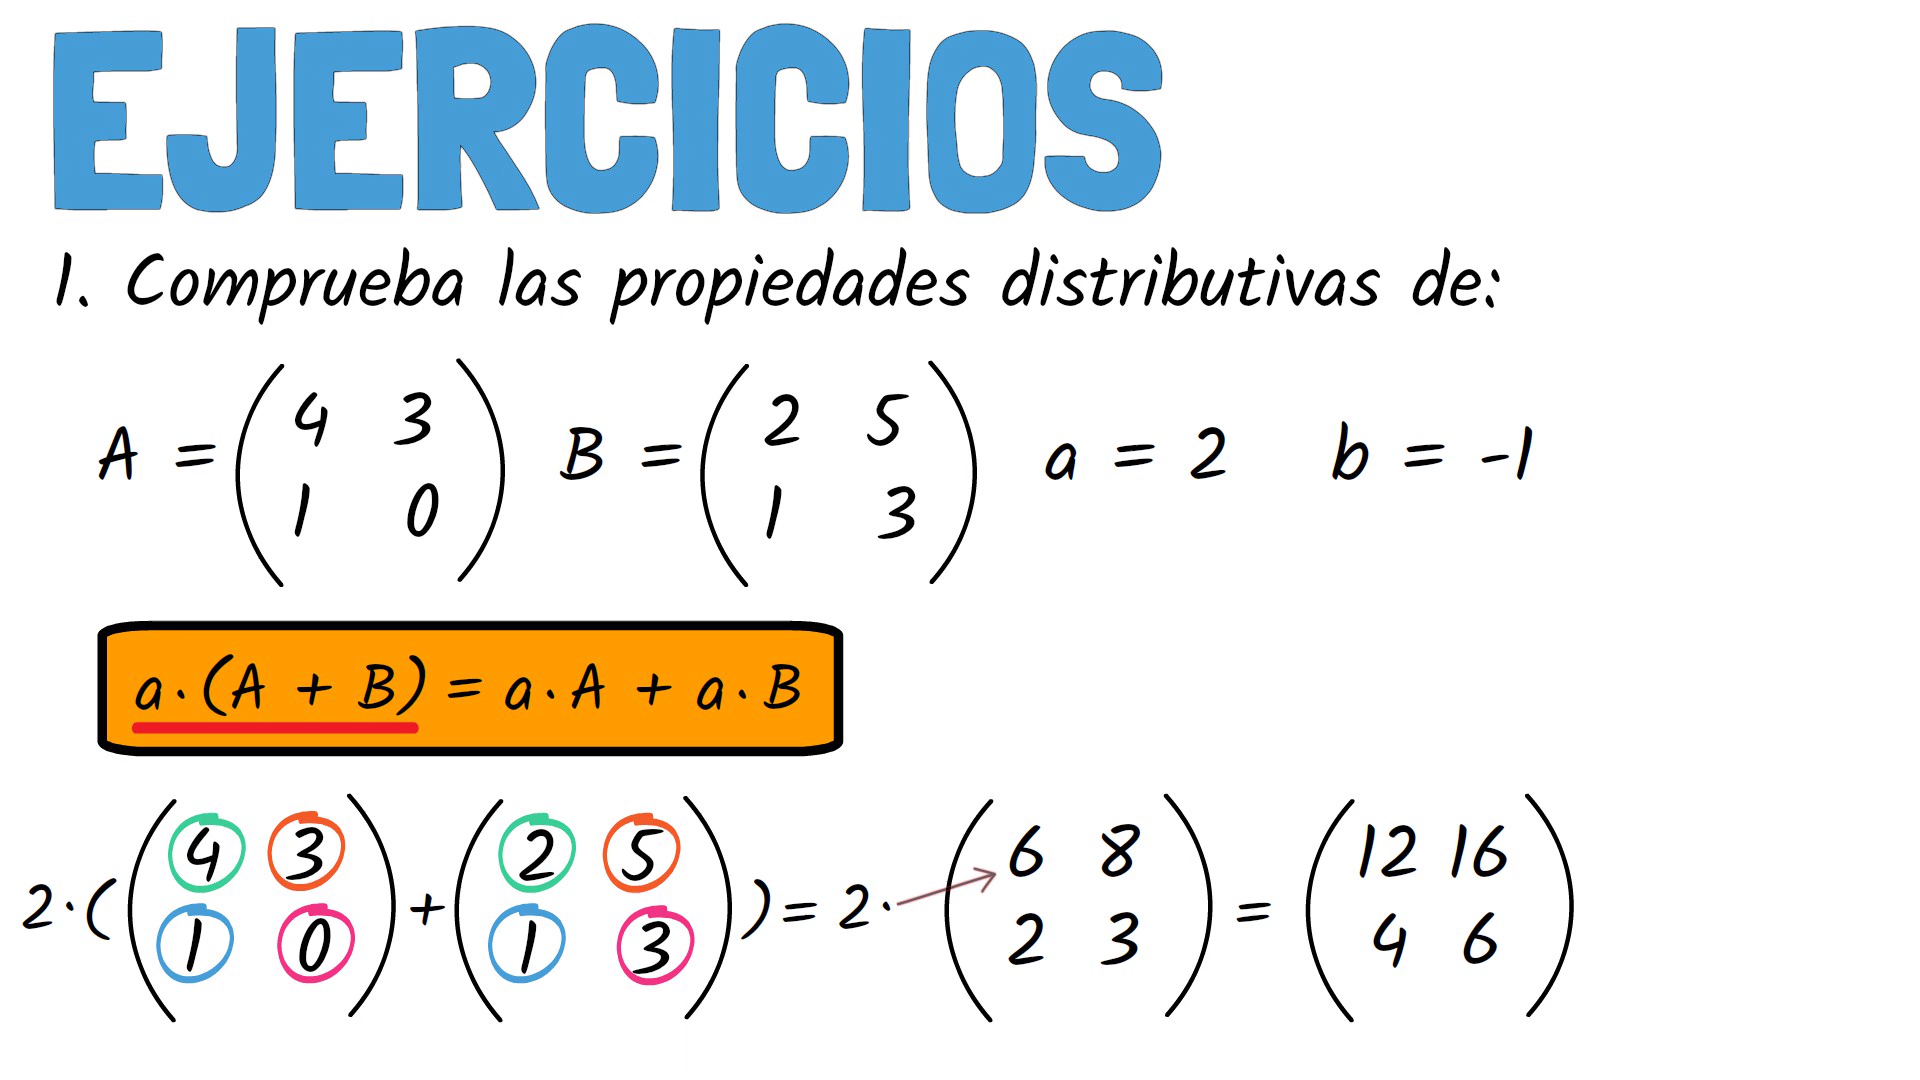 EJERCICIOS
1. Comprueba las propiedades distributivas de:
A = ( 4 3 B = ( 2 5 a = 2 b = -1
1 0 ) 1 3 )
a·(A + B) = a·A + a·B
2·( ( 4 3 + ( 2 5 ) = 2· ( 6 8 = ( 12 16
1 0 ) 1 3 ) 2 3 ) 4 6 )